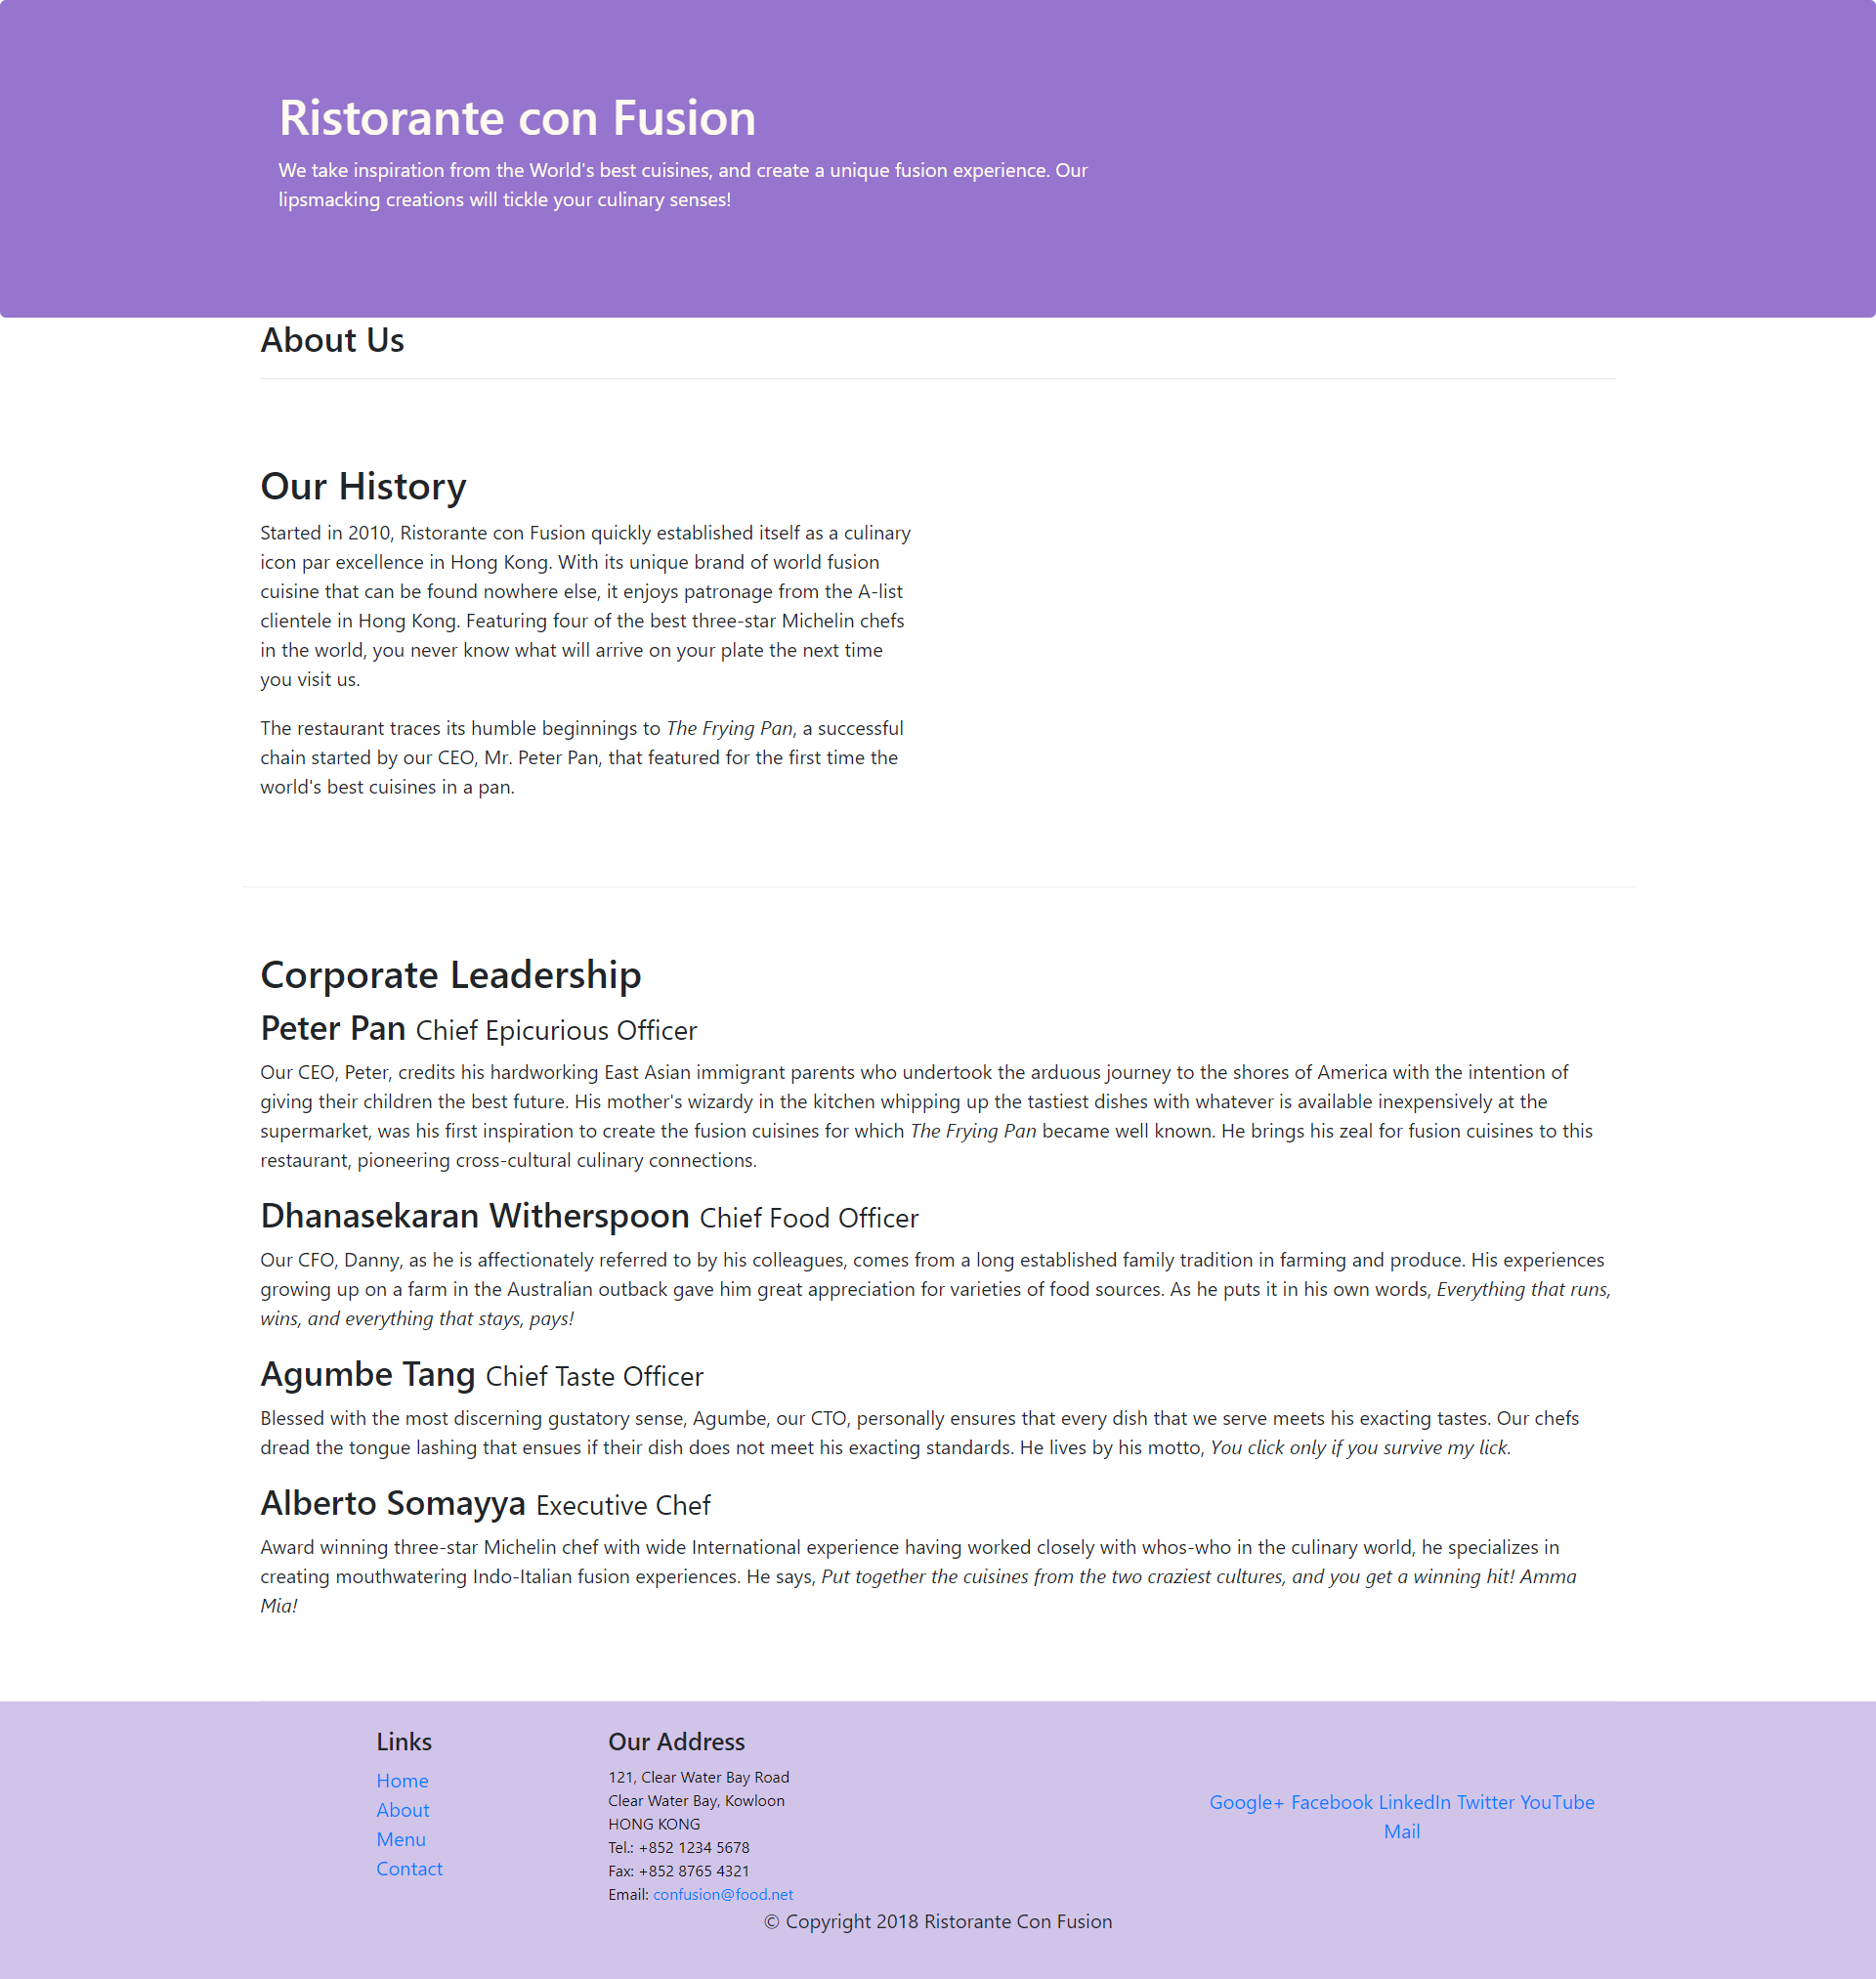 Ristorante con Fusion
We take inspiration from the World's best cuisines, and create a unique fusion experience. Our
lipsmacking creations will tickle your culinary senses!
About Us
Our History
Started in 2010, Ristorante con Fusion quickly established itself as a culinary
icon par excellence in Hong Kong. With its unique brand of world fusion
cuisine that can be found nowhere else, it enjoys patronage from the A-list
clientele in Hong Kong. Featuring four of the best three-star Michelin chefs
in the world, you never know what will arrive on your plate the next time
you visit us.
The restaurant traces its humble beginnings to The Frying Pan, a successful
chain started by our CEO, Mr. Peter Pan, that featured for the first time the
world's best cuisines in a pan.
Corporate Leadership
Peter Pan Chief Epicurious Officer
Our CEO, Peter, credits his hardworking East Asian immigrant parents who undertook the arduous journey to the shores of America with the intention of
giving their children the best future. His mother's wizardy in the kitchen whipping up the tastiest dishes with whatever is available inexpensively at the
supermarket, was his first inspiration to create the fusion cuisines for which The Frying Pan became well known. He brings his zeal for fusion cuisines to this
restaurant, pioneering cross-cultural culinary connections.
Dhanasekaran Witherspoon Chief Food Officer
Our CFO, Danny, as he is affectionately referred to by his colleagues, comes from a long established family tradition in farming and produce. His experiences
growing up on a farm in the Australian outback gave him great appreciation for varieties of food sources. As he puts it in his own words, Everything that runs,
wins, and everything that stays, pays!
Agumbe Tang Chief Taste Officer
Blessed with the most discerning gustatory sense, Agumbe, our CTO, personally ensures that every dish that we serve meets his exacting tastes. Our chefs
dread the tongue lashing that ensues if their dish does not meet his exacting standards. He lives by his motto, You click only if you survive my lick.
Alberto Somayya Executive Chef
Award winning three-star Michelin chef with wide International experience having worked closely with whos-who in the culinary world, he specializes in
creating mouthwatering Indo-Italian fusion experiences. He says, Put together the cuisines from the two craziest cultures, and you get a winning hit! Amma
Mia!
Links
Home
About
Menu
Contact
Our Address
121, Clear Water Bay Road
Clear Water Bay, Kowloon
HONG KONG
Tel.: +852 1234 5678
Fax: +852 8765 4321
Email: confusion@food.net
Google+ Facebook LinkedIn Twitter YouTube
Mail
© Copyright 2018 Ristorante Con Fusion